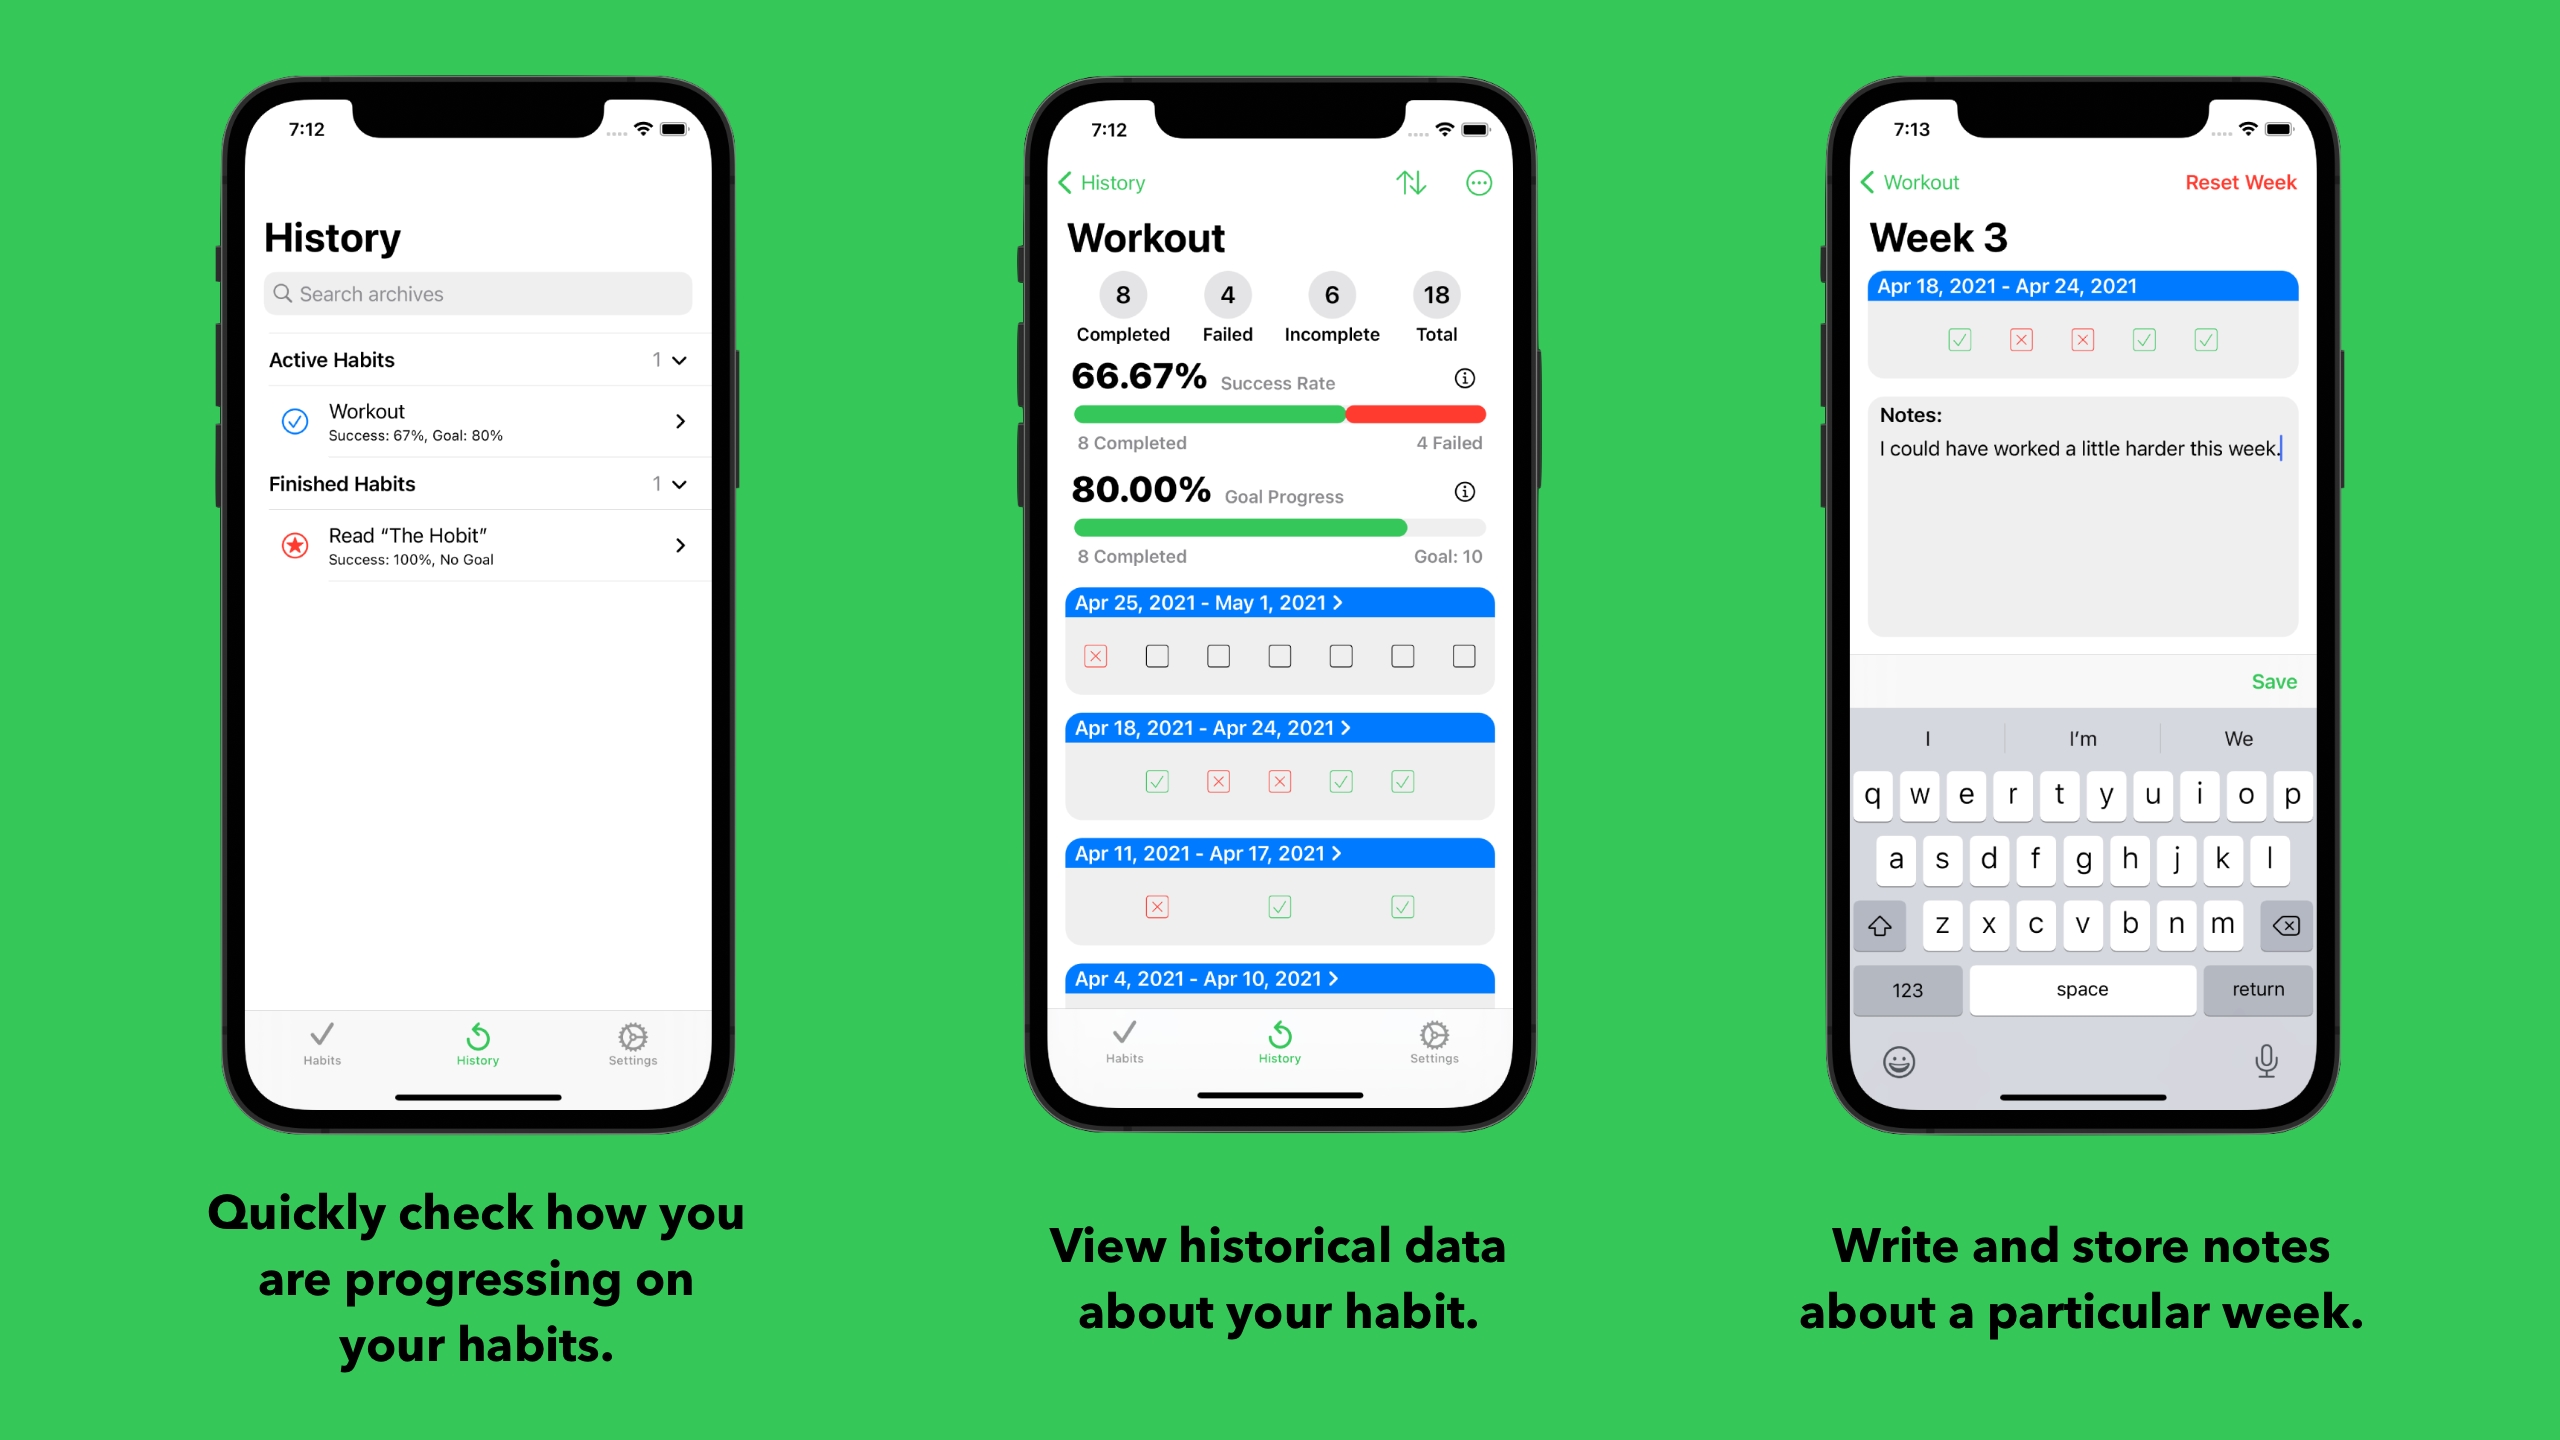 7:12
History
Search archives
Active Habits 1
Workout
Success: 67%, Goal: 80%
Finished Habits 1
Read “The Hobit”
Success: 100%, No Goal
Habits History Settings
Quickly check how you
are progressing on
your habits.
7:12
History
Workout
8 4 6 18
Completed Failed Incomplete Total
66.67% Success Rate
8 Completed 4 Failed
80.00% Goal Progress
8 Completed Goal: 10
Apr 25, 2021 - May 1, 2021
Apr 18, 2021 - Apr 24, 2021
Apr 11, 2021 - Apr 17, 2021
Apr 4, 2021 - Apr 10, 2021
Habits History Settings
View historical data
about your habit.
7:13
Workout Reset Week
Week 3
Apr 18, 2021 - Apr 24, 2021
Notes:
I could have worked a little harder this week.
Save
I I’m We
q w e r t y u i o p
a s d f g h j k l
z x c v b n m
123 space return
Write and store notes
about a particular week.